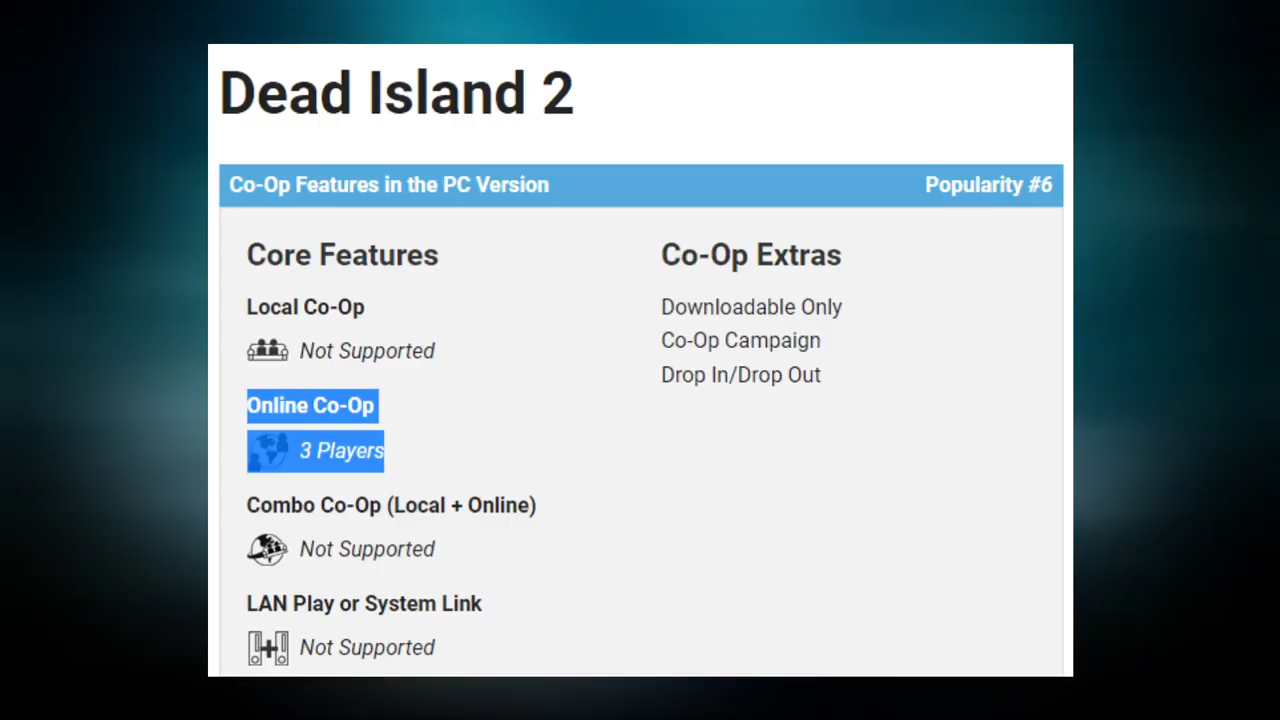 Dead Island 2
Co-Op Features in the PC Version Popularity #6
Core Features
Local Co-Op
Not Supported
Online Co-Op
3 Players
Combo Co-Op (Local + Online)
Not Supported
LAN Play or System Link
Not Supported
Co-Op Extras
Downloadable Only
Co-Op Campaign
Drop In/Drop Out